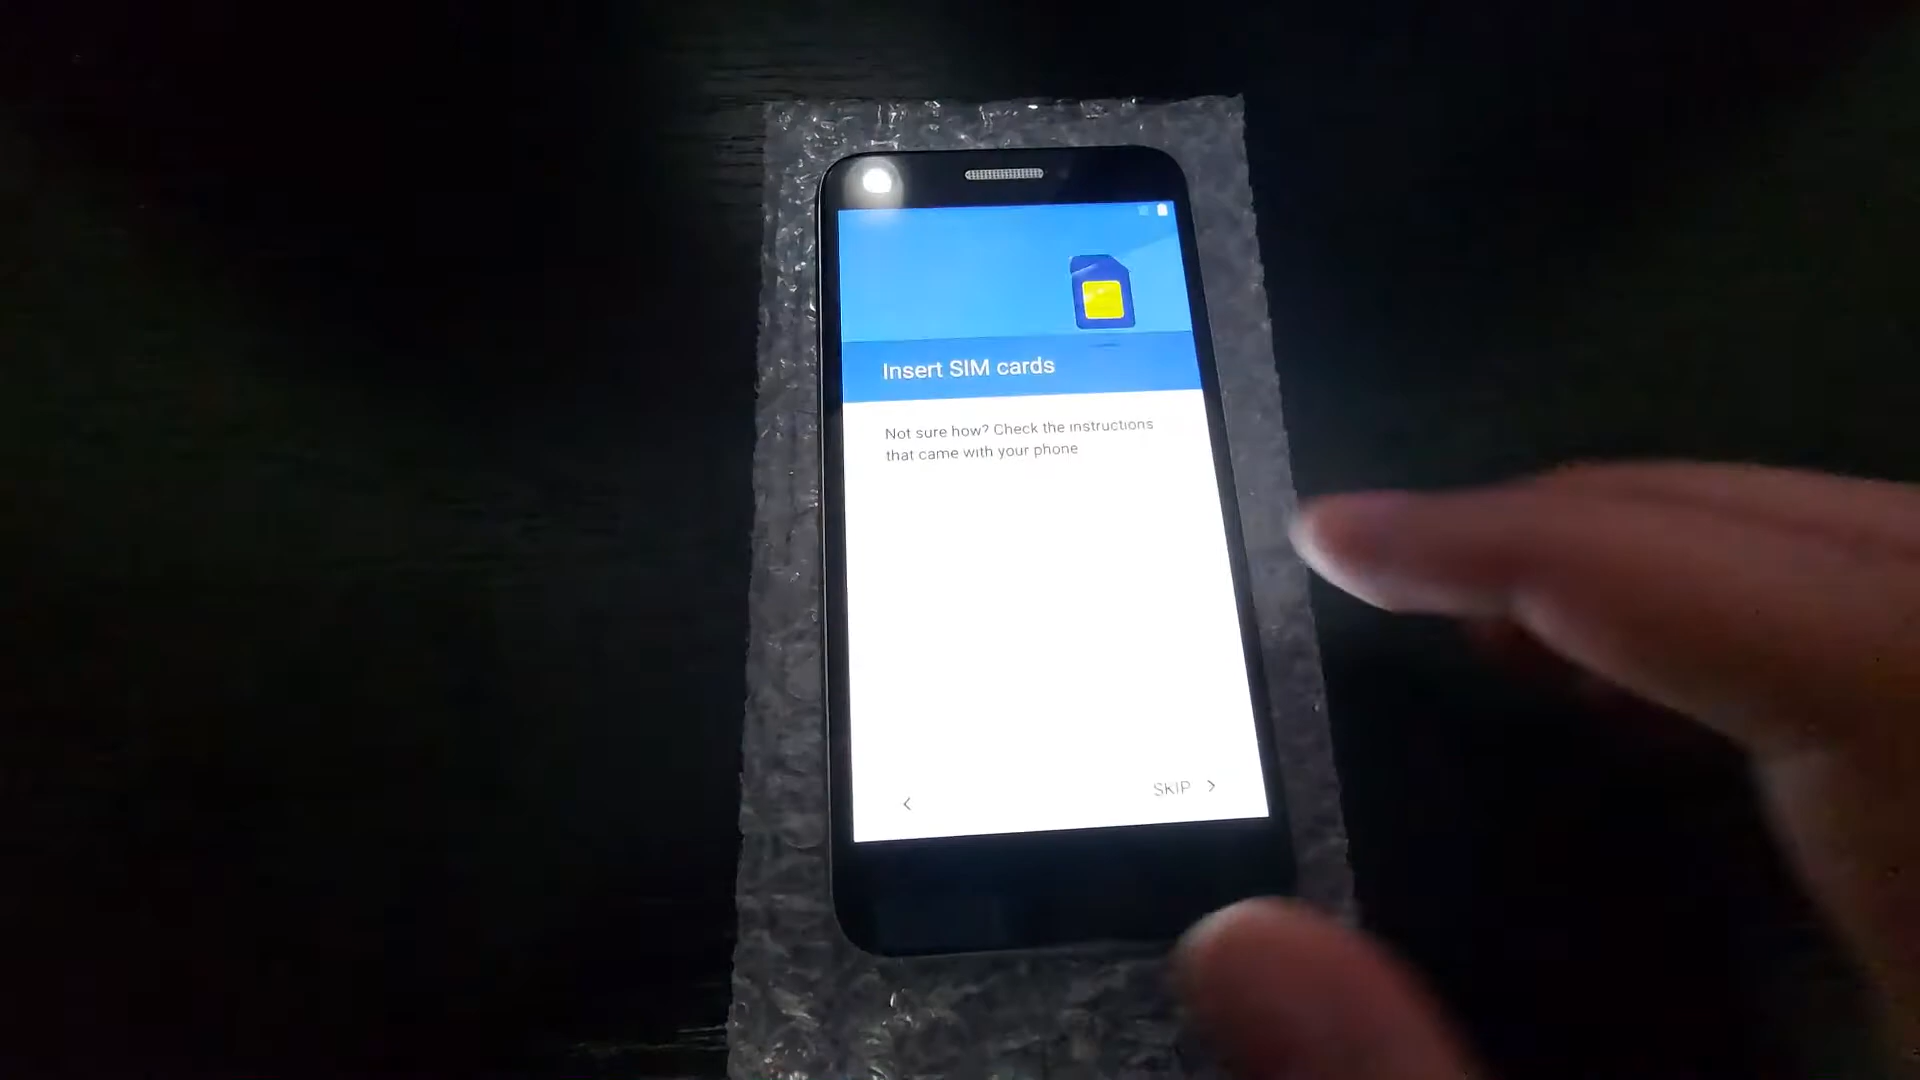 Insert SIM cards
Not sure how? Check the instructions
that came with your phone
SKIP